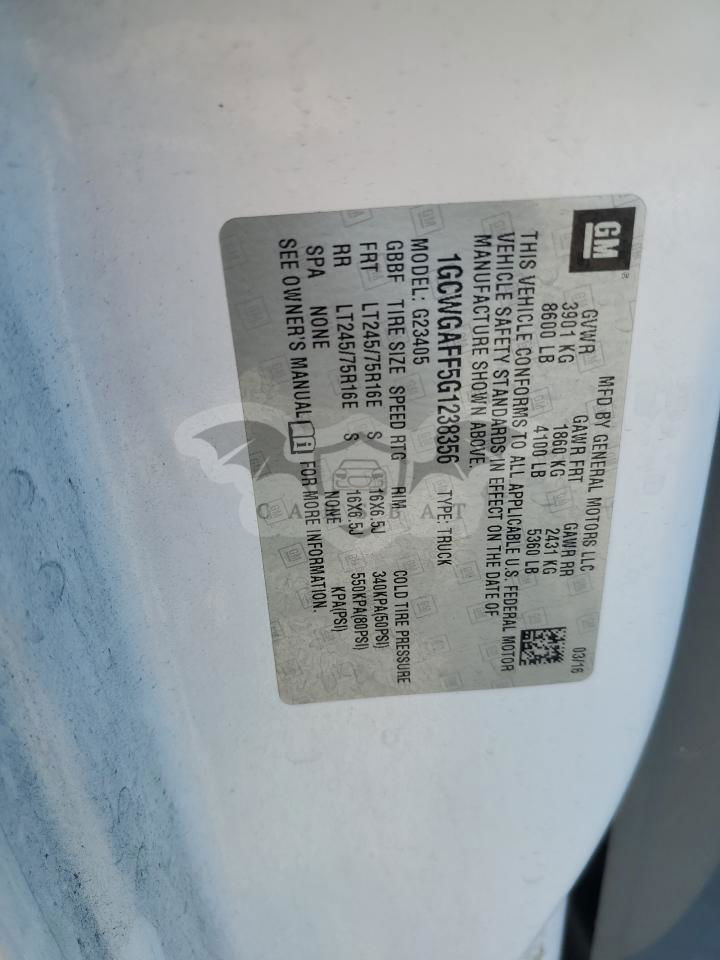 GM
MFD BY GENERAL MOTORS LLC
03/16
GVWR GAWR FRT GAWR RR
3901 KG 1860 KG 2431 KG
8600 LB 4100 LB 5360 LB
THIS VEHICLE CONFORMS TO ALL APPLICABLE U.S. FEDERAL MOTOR
VEHICLE SAFETY STANDARDS IN EFFECT ON THE DATE OF
MANUFACTURE SHOWN ABOVE.
1GCWGAFF5G1238356 TYPE: TRUCK
MODEL: G23405
GBBF TIRE SIZE SPEED RTG RIM COLD TIRE PRESSURE
FRT LT245/75R16E S 16X6.5J 340KPA(50PSI)
RR LT245/75R16E S 16X6.5J 550KPA(80PSI)
SPA NONE NONE KPA(PSI)
SEE OWNER'S MANUAL i FOR MORE INFORMATION.